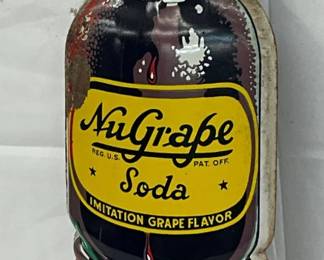 NuGrape
REG. U.S. PAT. OFF.
Soda
IMITATION GRAPE FLAVOR